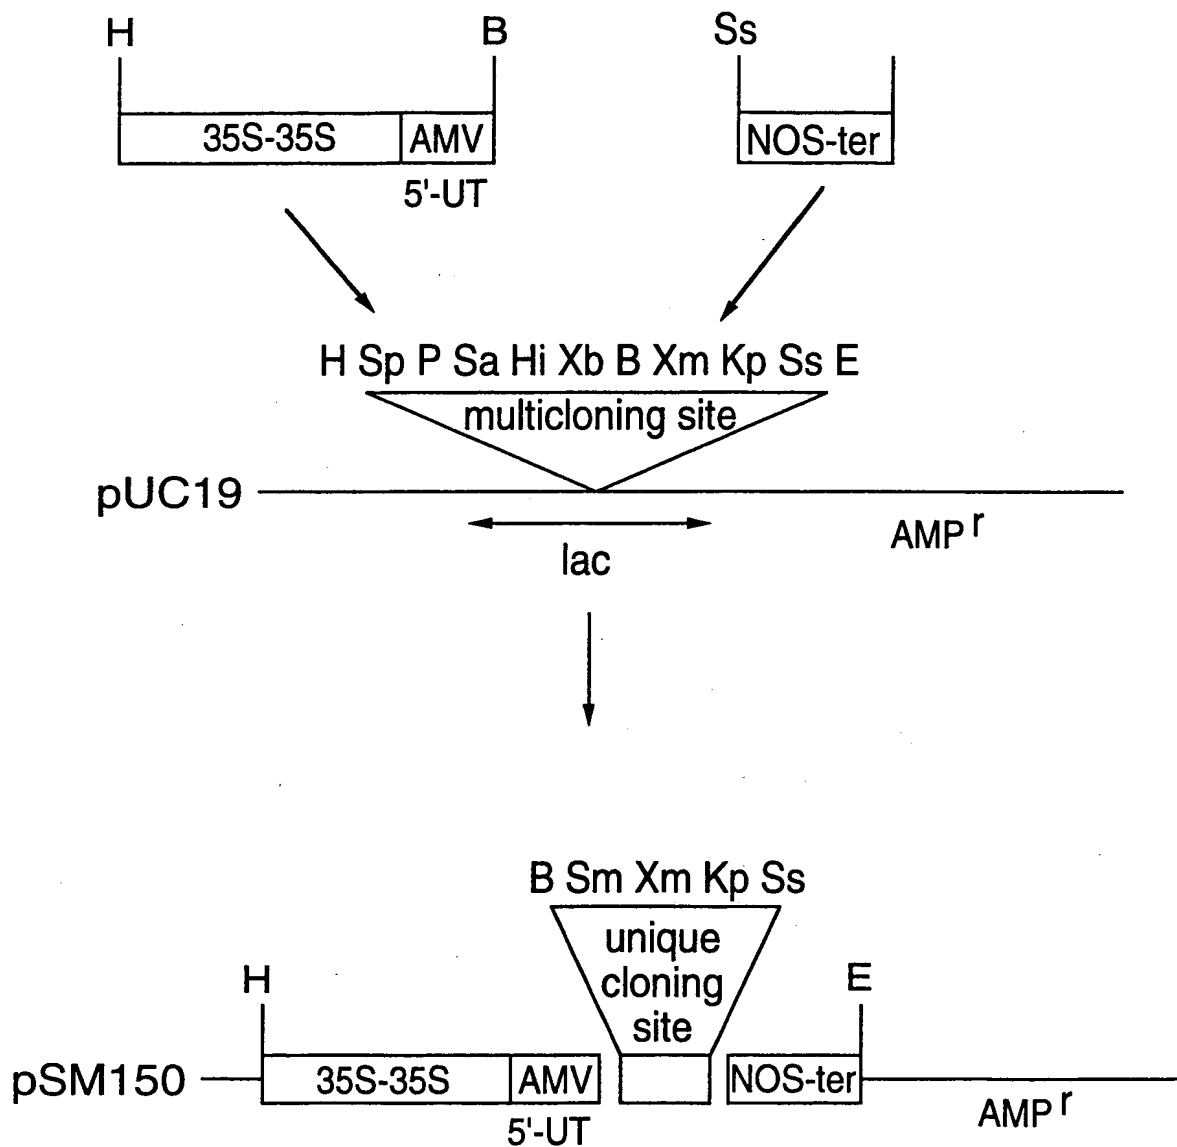 H B Ss
35S-35S AMV NOS-ter
5'-UT
H Sp P Sa Hi Xb B Xm Kp Ss E
multicloning site
pUC19
AMP r
lac
B Sm Xm Kp Ss
unique
cloning
site
H E
pSM150 35S-35S AMV NOS-ter
5'-UT AMP r